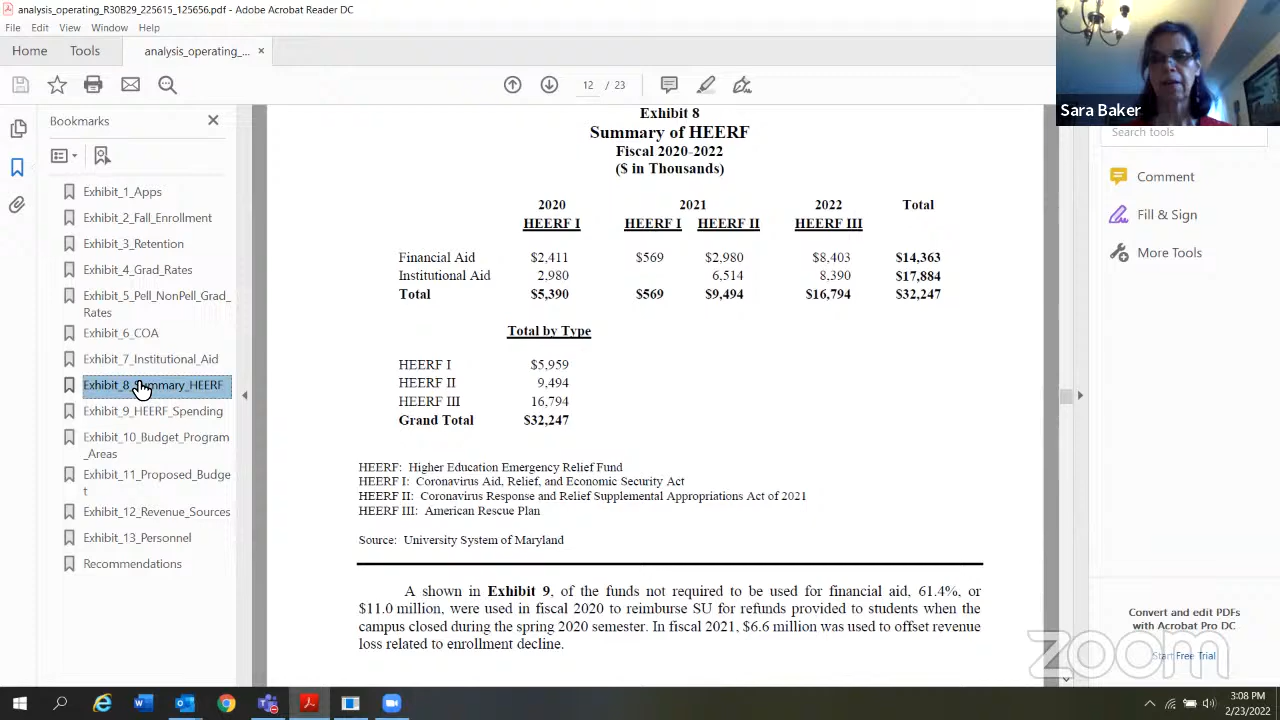 analysis_operating_R30B29_225615_125656.pdf - Adobe Acrobat Reader DC
File Edit View Window Help
Home Tools analysis_operating_... ×
12 / 23
Sara Baker
Bookmarks
Exhibit_1_Apps
Exhibit_2_Fall_Enrollment
Exhibit_3_Retention
Exhibit_4_Grad_Rates
Exhibit_5_Pell_NonPell_Grad_
Rates
Exhibit_6_COA
Exhibit_7_Institutional_Aid
Exhibit_8_Summary_HEERF
Exhibit_9_HEERF_Spending
Exhibit_10_Budget_Program
_Areas
Exhibit_11_Proposed_Budge
t
Exhibit_12_Revenue_Sources
Exhibit_13_Personnel
Recommendations
Exhibit 8
Summary of HEERF
Fiscal 2020-2022
($ in Thousands)
2020 2021 2022 Total
HEERF I HEERF I HEERF II HEERF III
Financial Aid $2,411 $569 $2,980 $8,403 $14,363
Institutional Aid 2,980 6,514 8,390 $17,884
Total $5,390 $569 $9,494 $16,794 $32,247
Total by Type
HEERF I $5,959
HEERF II 9,494
HEERF III 16,794
Grand Total $32,247
HEERF: Higher Education Emergency Relief Fund
HEERF I: Coronavirus Aid, Relief, and Economic Security Act
HEERF II: Coronavirus Response and Relief Supplemental Appropriations Act of 2021
HEERF III: American Rescue Plan
Source: University System of Maryland
A shown in Exhibit 9, of the funds not required to be used for financial aid, 61.4%, or
$11.0 million, were used in fiscal 2020 to reimburse SU for refunds provided to students when the
campus closed during the spring 2020 semester. In fiscal 2021, $6.6 million was used to offset revenue
loss related to enrollment decline.
Search tools
Comment
Fill & Sign
More Tools
Convert and edit PDFs
with Acrobat Pro DC
Start Free Trial
zoom
3:08 PM
2/23/2022